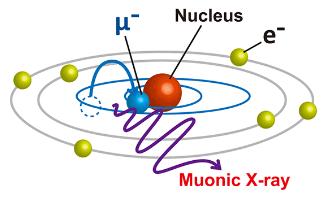 μ⁻
Nucleus
e⁻
Muonic X-ray